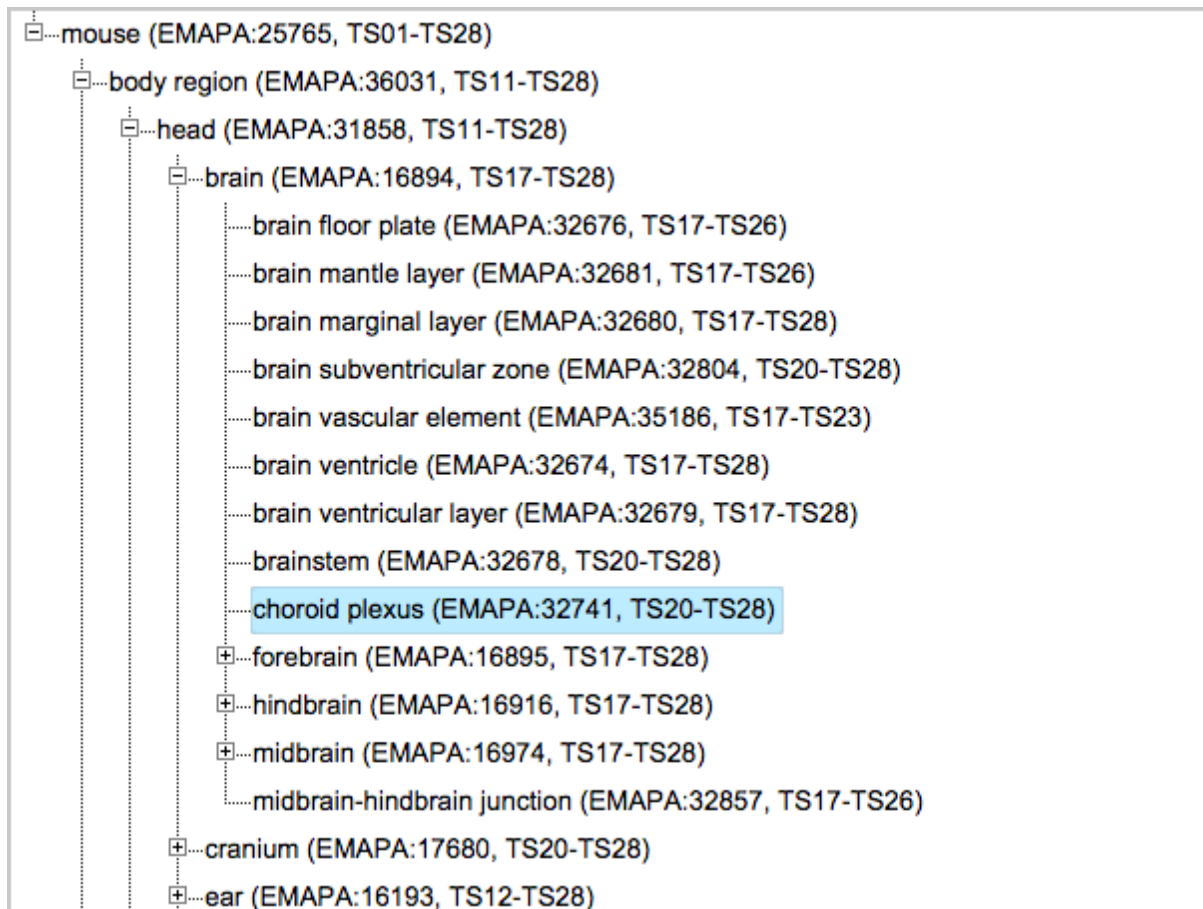 mouse (EMAPA:25765, TS01-TS28)
body region (EMAPA:36031, TS11-TS28)
head (EMAPA:31858, TS11-TS28)
brain (EMAPA:16894, TS17-TS28)
brain floor plate (EMAPA:32676, TS17-TS26)
brain mantle layer (EMAPA:32681, TS17-TS26)
brain marginal layer (EMAPA:32680, TS17-TS28)
brain subventricular zone (EMAPA:32804, TS20-TS28)
brain vascular element (EMAPA:35186, TS17-TS23)
brain ventricle (EMAPA:32674, TS17-TS28)
brain ventricular layer (EMAPA:32679, TS17-TS28)
brainstem (EMAPA:32678, TS20-TS28)
choroid plexus (EMAPA:32741, TS20-TS28)
forebrain (EMAPA:16895, TS17-TS28)
hindbrain (EMAPA:16916, TS17-TS28)
midbrain (EMAPA:16974, TS17-TS28)
midbrain-hindbrain junction (EMAPA:32857, TS17-TS26)
cranium (EMAPA:17680, TS20-TS28)
ear (EMAPA:16193, TS12-TS28)